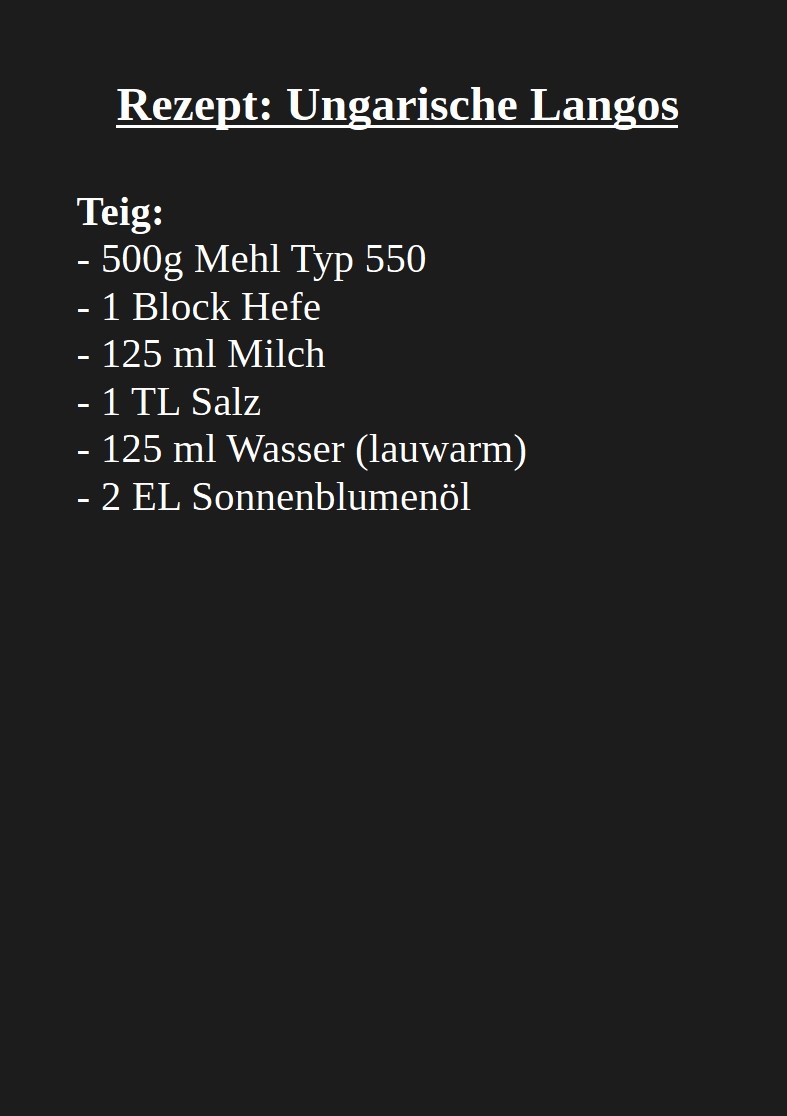 Rezept: Ungarische Langos
Teig:
- 500g Mehl Typ 550
- 1 Block Hefe
- 125 ml Milch
- 1 TL Salz
- 125 ml Wasser (lauwarm)
- 2 EL Sonnenblumenöl